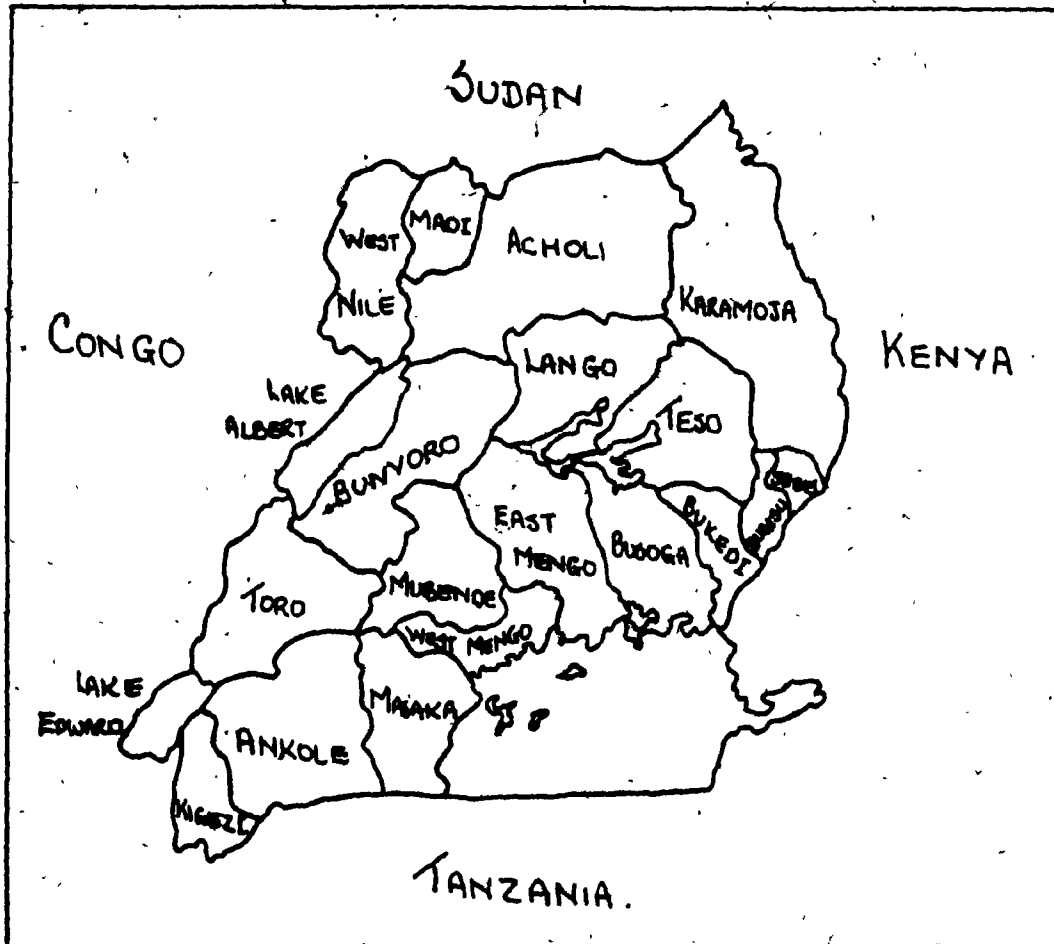 SUDAN
MADI
WEST
NILE
ACHOLI
KARAMOJA
CONGO
KENYA
LANGO
LAKE
ALBERT
TESO
BUNYORO
EAST
MENGO
BUSOGA
BUKEDI
MUBENDE
TORO
WEST MENGO
LAKE
EDWARD
MASAKA
ANKOLE
KIGEZI
TANZANIA.